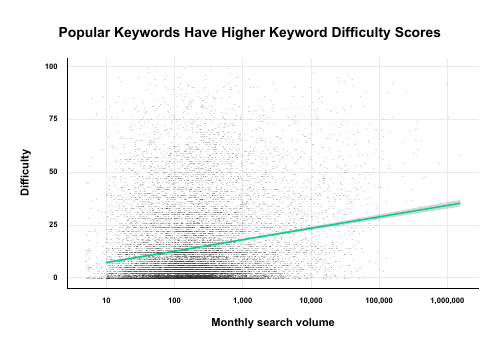 Popular Keywords Have Higher Keyword Difficulty Scores
100
75
50
25
0
Difficulty
10 100 1,000 10,000 100,000 1,000,000
Monthly search volume